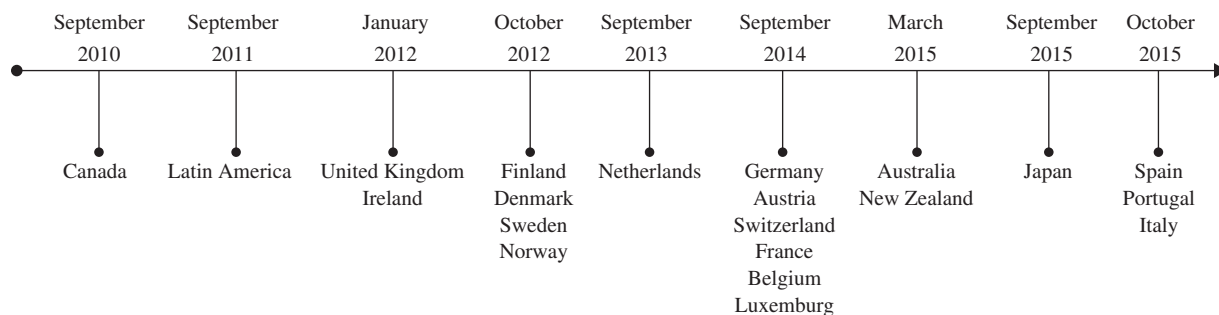 September 2010
September 2011
January 2012
October 2012
September 2013
September 2014
March 2015
September 2015
October 2015
Canada
Latin America
United Kingdom
Ireland
Finland
Denmark
Sweden
Norway
Netherlands
Germany
Austria
Switzerland
France
Belgium
Luxemburg
Australia
New Zealand
Japan
Spain
Portugal
Italy